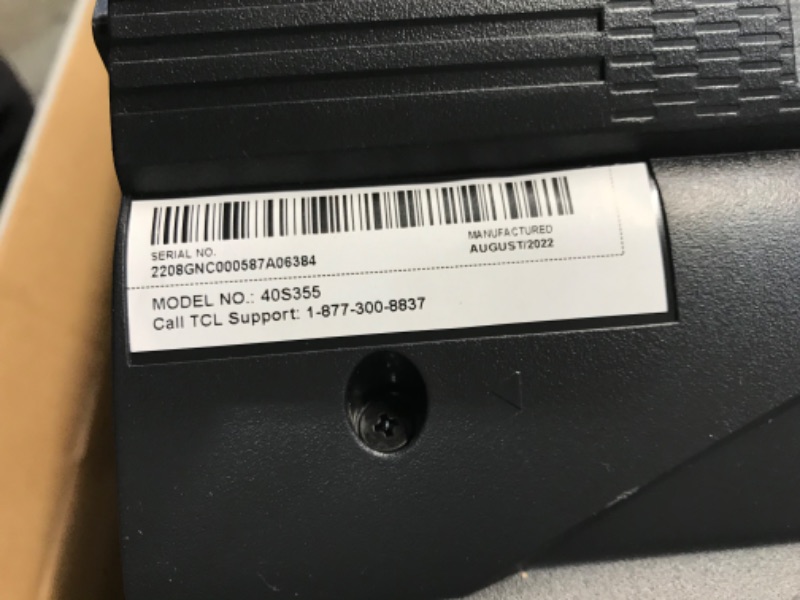 SERIAL NO.
2208GNC000587A06384
MANUFACTURED
AUGUST/2022
MODEL NO.: 40S355
Call TCL Support: 1-877-300-8837